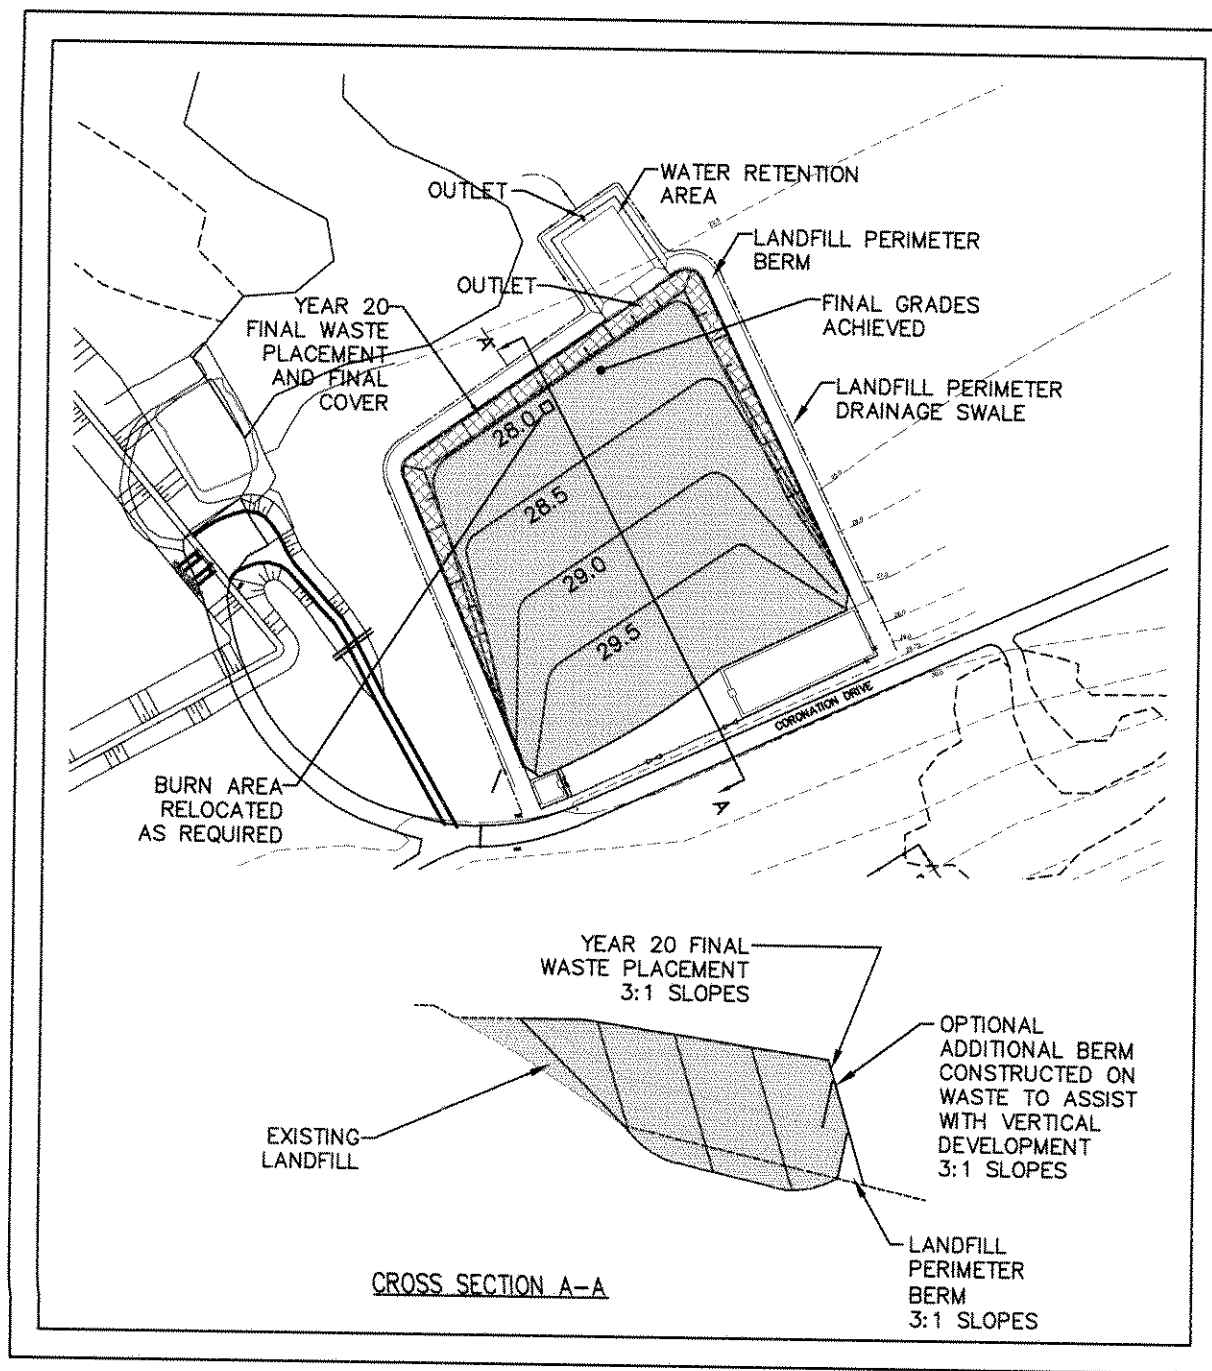 OUTLET
WATER RETENTION
AREA
LANDFILL PERIMETER
BERM
OUTLET
YEAR 20
FINAL WASTE
PLACEMENT
AND FINAL
COVER
FINAL GRADES
ACHIEVED
A
LANDFILL PERIMETER
DRAINAGE SWALE
28.0
28.5
29.0
29.5
CORONATION DRIVE
BURN AREA
RELOCATED
AS REQUIRED
A
YEAR 20 FINAL
WASTE PLACEMENT
3:1 SLOPES
OPTIONAL
ADDITIONAL BERM
CONSTRUCTED ON
WASTE TO ASSIST
WITH VERTICAL
DEVELOPMENT
3:1 SLOPES
EXISTING
LANDFILL
LANDFILL
PERIMETER
BERM
3:1 SLOPES
CROSS SECTION A-A